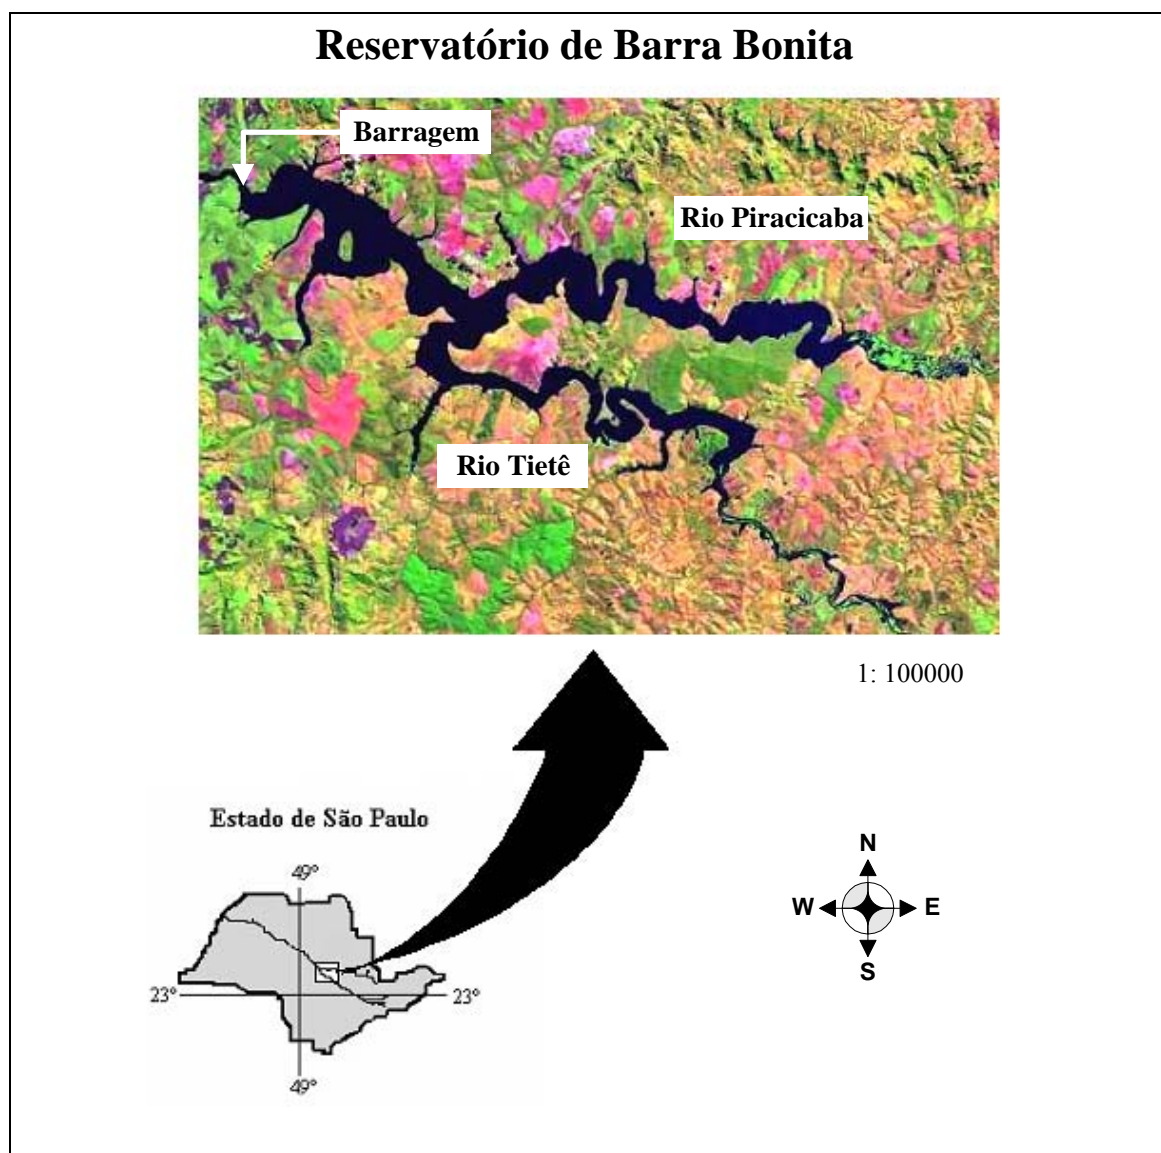 Reservatório de Barra Bonita
Barragem
Rio Piracicaba
Rio Tietê
1: 100000
Estado de São Paulo
49°
N
W E
S
23° 23°
49°